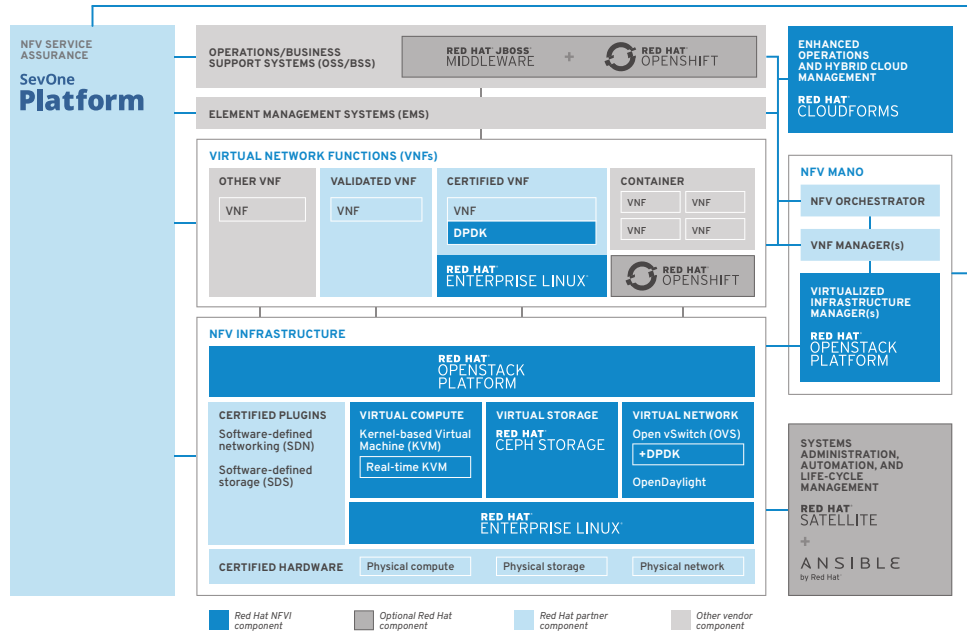 NFV SERVICE
ASSURANCE
SevOne
Platform
OPERATIONS/BUSINESS
SUPPORT SYSTEMS (OSS/BSS)
RED HAT® JBOSS®
MIDDLEWARE
+
RED HAT®
OPENSHIFT
ELEMENT MANAGEMENT SYSTEMS (EMS)
VIRTUAL NETWORK FUNCTIONS (VNFs)
OTHER VNF
VNF
VALIDATED VNF
VNF
CERTIFIED VNF
VNF
DPDK
RED HAT®
ENTERPRISE LINUX®
CONTAINER
VNF VNF
VNF VNF
RED HAT®
OPENSHIFT
NFV INFRASTRUCTURE
RED HAT®
OPENSTACK
PLATFORM
CERTIFIED PLUGINS
Software-defined
networking (SDN)
Software-defined
storage (SDS)
VIRTUAL COMPUTE
Kernel-based Virtual
Machine (KVM)
Real-time KVM
VIRTUAL STORAGE
RED HAT®
CEPH STORAGE
VIRTUAL NETWORK
Open vSwitch (OVS)
+DPDK
OpenDaylight
RED HAT®
ENTERPRISE LINUX®
CERTIFIED HARDWARE
Physical compute
Physical storage
Physical network
ENHANCED
OPERATIONS
AND HYBRID CLOUD
MANAGEMENT
RED HAT®
CLOUDFORMS
NFV MANO
NFV ORCHESTRATOR
VNF MANAGER(s)
VIRTUALIZED
INFRASTRUCTURE
MANAGER(s)
RED HAT®
OPENSTACK
PLATFORM
SYSTEMS
ADMINISTRATION,
AUTOMATION, AND
LIFE-CYCLE
MANAGEMENT
RED HAT®
SATELLITE
+
ANSIBLE
by Red Hat®
Red Hat NFVI
component
Optional Red Hat
component
Red Hat partner
component
Other vendor
component